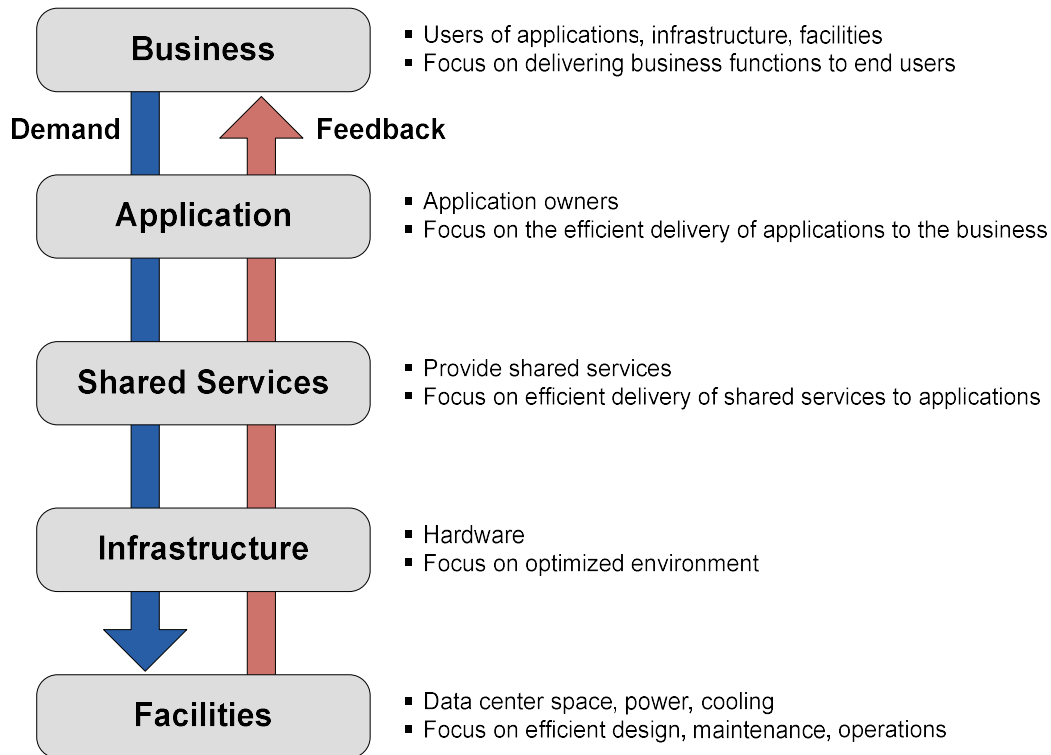 Business
▪ Users of applications, infrastructure, facilities
▪ Focus on delivering business functions to end users
Demand
Feedback
Application
▪ Application owners
▪ Focus on the efficient delivery of applications to the business
Shared Services
▪ Provide shared services
▪ Focus on efficient delivery of shared services to applications
Infrastructure
▪ Hardware
▪ Focus on optimized environment
Facilities
▪ Data center space, power, cooling
▪ Focus on efficient design, maintenance, operations